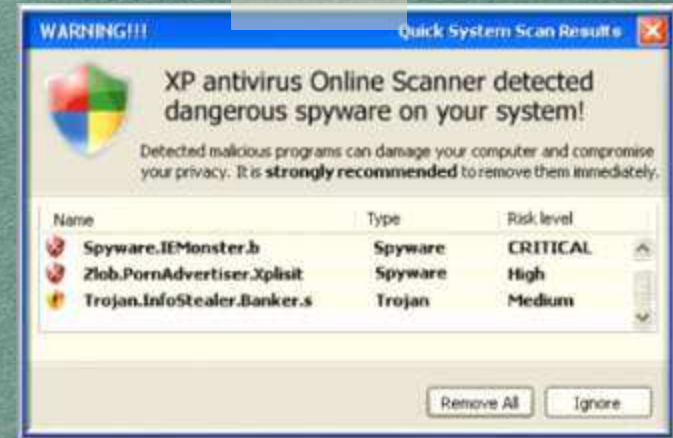 WARNING!!! Quick System Scan Results
XP antivirus Online Scanner detected
dangerous spyware on your system!
Detected malicious programs can damage your computer and compromise
your privacy. It is strongly recommended to remove them immediately.
Name Type Risk level
Spyware.IEMonster.b Spyware CRITICAL
Zlob.PornAdvertiser.Xplisit Spyware High
Trojan.InfoStealer.Banker.s Trojan Medium
Remove All Ignore